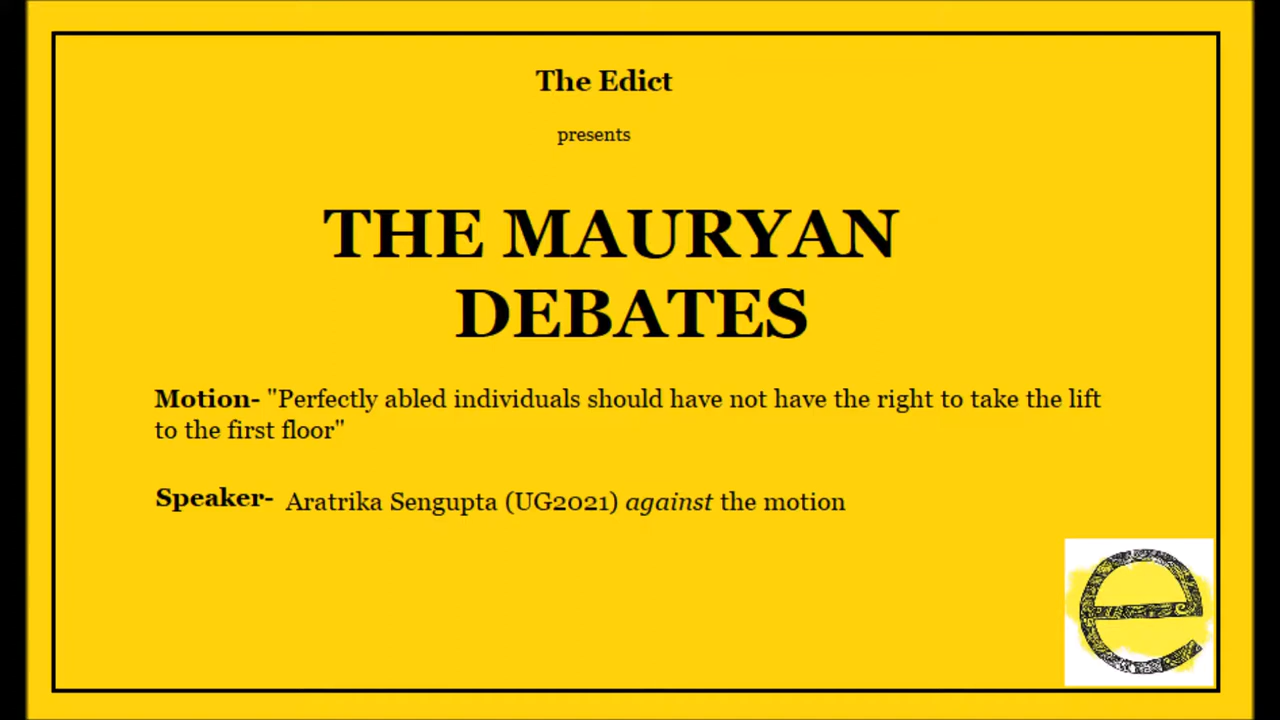 The Edict
presents
THE MAURYAN
DEBATES
Motion- "Perfectly abled individuals should have not have the right to take the lift
to the first floor"
Speaker- Aratrika Sengupta (UG2021) against the motion
e